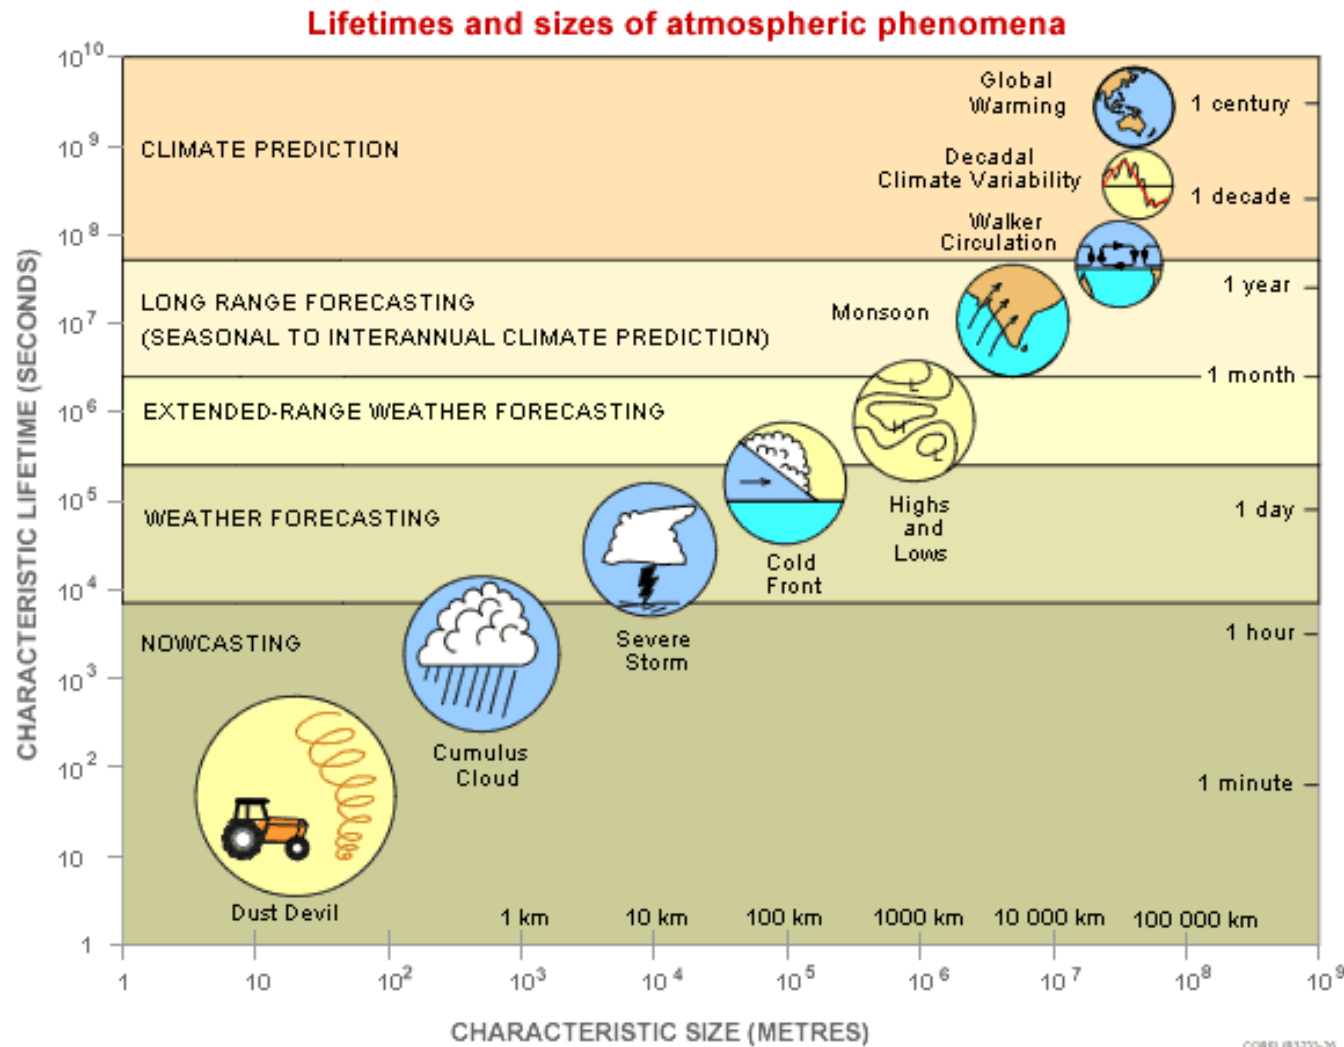 Lifetimes and sizes of atmospheric phenomena
CHARACTERISTIC LIFETIME (SECONDS)
10¹⁰
10⁹
10⁸
10⁷
10⁶
10⁵
10⁴
10³
10²
10
1
CLIMATE PREDICTION
LONG RANGE FORECASTING
(SEASONAL TO INTERANNUAL CLIMATE PREDICTION)
EXTENDED-RANGE WEATHER FORECASTING
WEATHER FORECASTING
NOWCASTING
Global
Warming
Decadal
Climate Variability
Walker
Circulation
Monsoon
L
H
L
Highs
and
Lows
Cold
Front
Severe
Storm
Cumulus
Cloud
Dust Devil
1 century
1 decade
1 year
1 month
1 day
1 hour
1 minute
1 km
10 km
100 km
1000 km
10 000 km
100 000 km
1
10
10²
10³
10⁴
10⁵
10⁶
10⁷
10⁸
10⁹
CHARACTERISTIC SIZE (METRES)